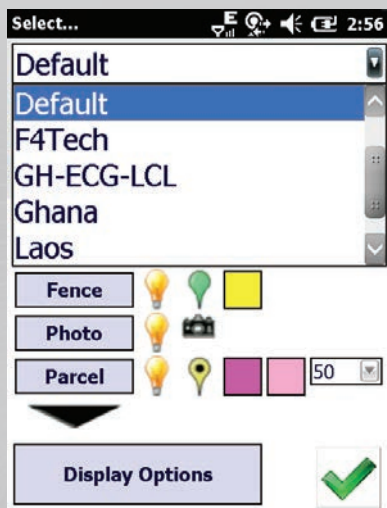 Select... E 2:56
Default
Default
F4Tech
GH-ECG-LCL
Ghana
Laos
Fence
Photo
Parcel 50
Display Options